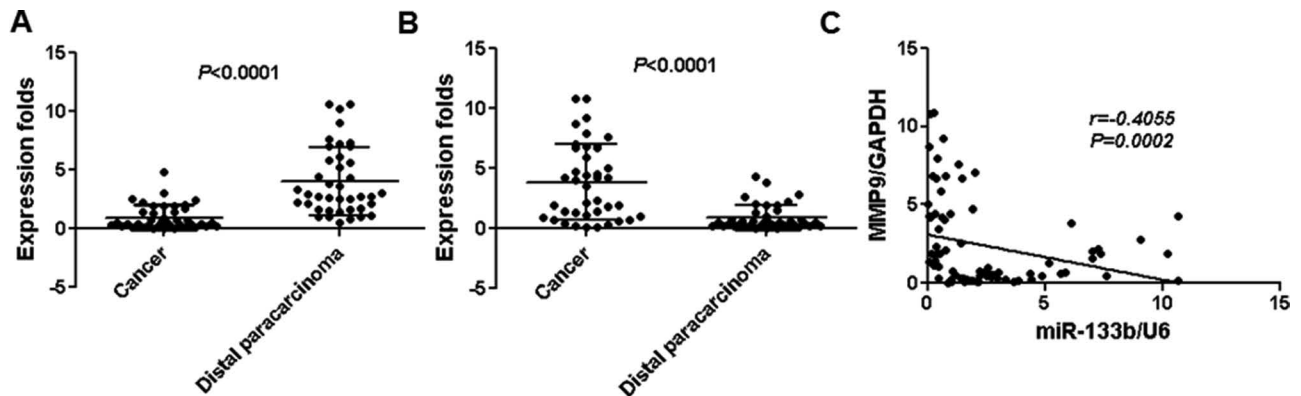 A
Expression folds
15
10
5
0
-5
P<0.0001
Cancer
Distal paracarcinoma
B
Expression folds
15
10
5
0
-5
P<0.0001
Cancer
Distal paracarcinoma
C
MMP9/GAPDH
15
10
5
0
r=-0.4055
P=0.0002
0
5
10
15
miR-133b/U6